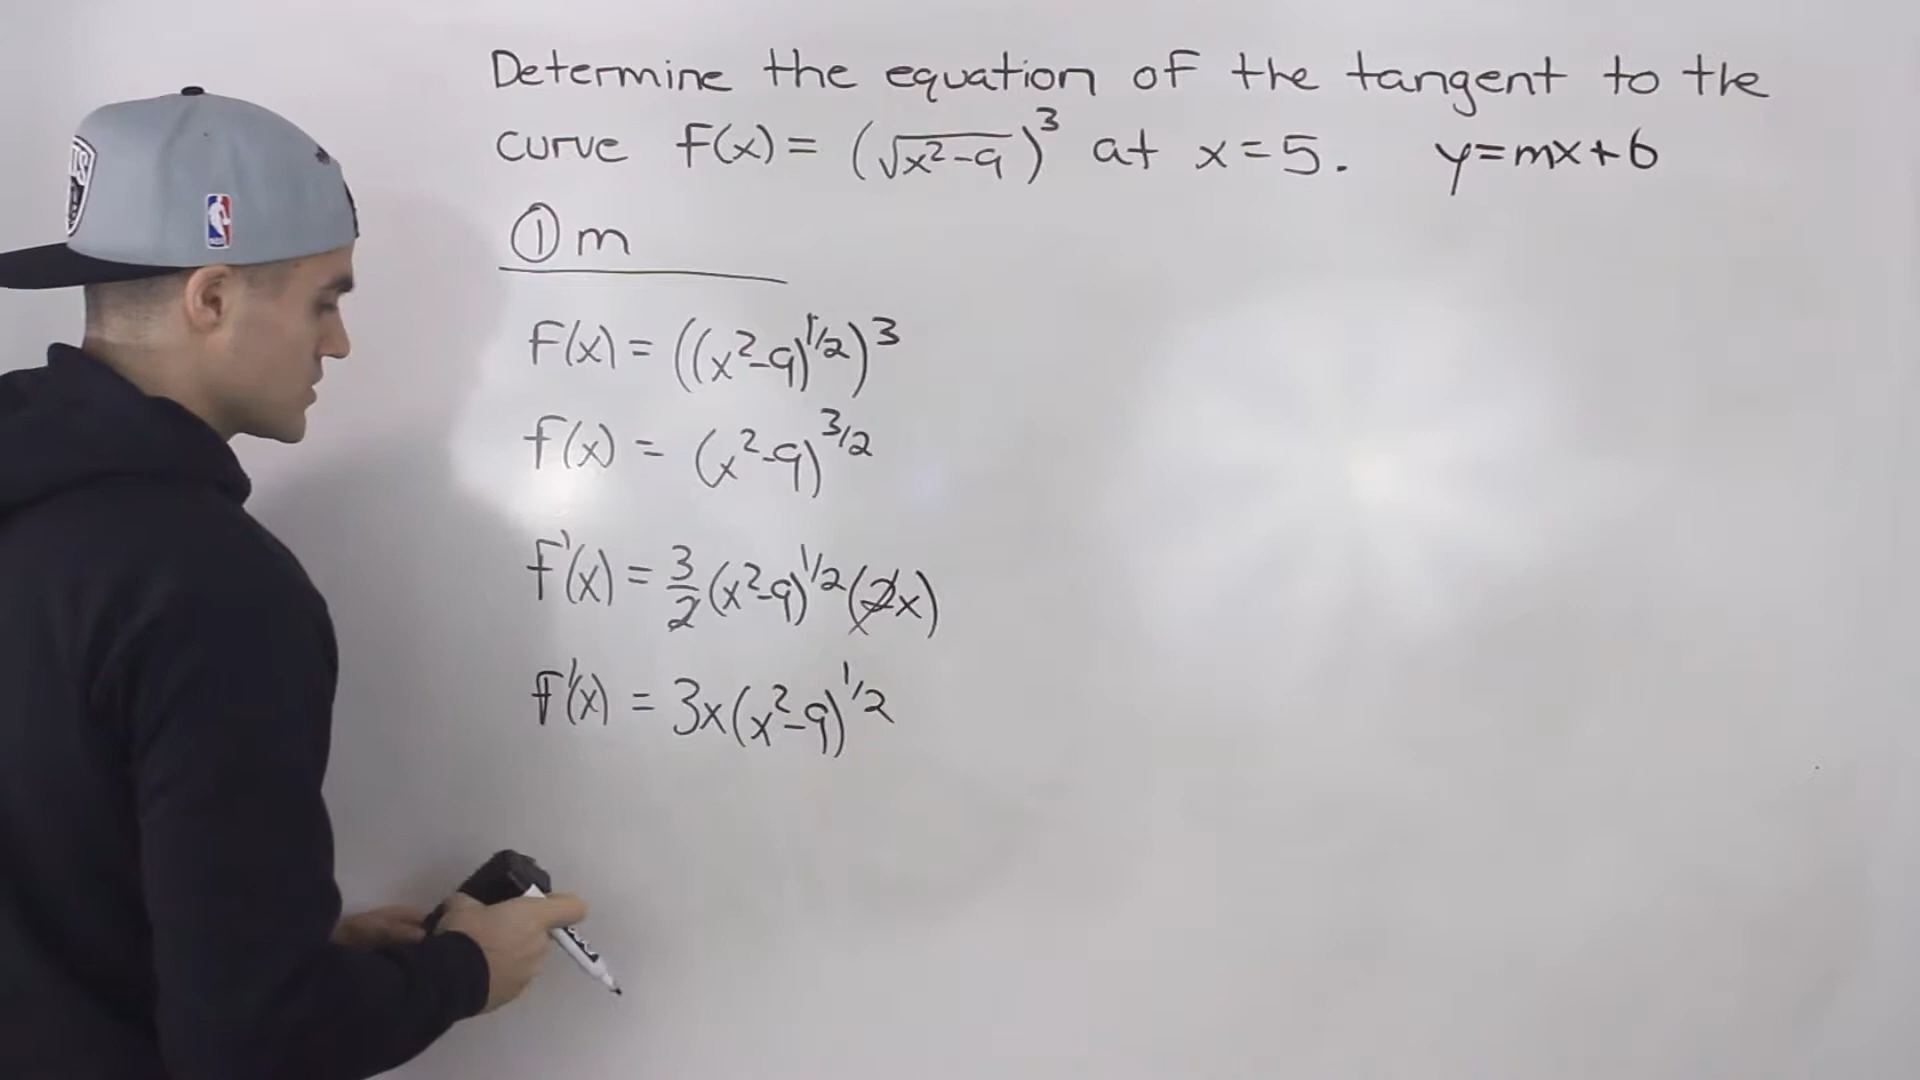 Determine the equation of the tangent to the
curve f(x) = (√x²-9)³ at x=5. y=mx+b
① m
f(x) = ((x²-9)^1/2)³
f(x) = (x²-9)^3/2
f'(x) = 3/2 (x²-9)^1/2 (2x)
f'(x) = 3x(x²-9)^1/2